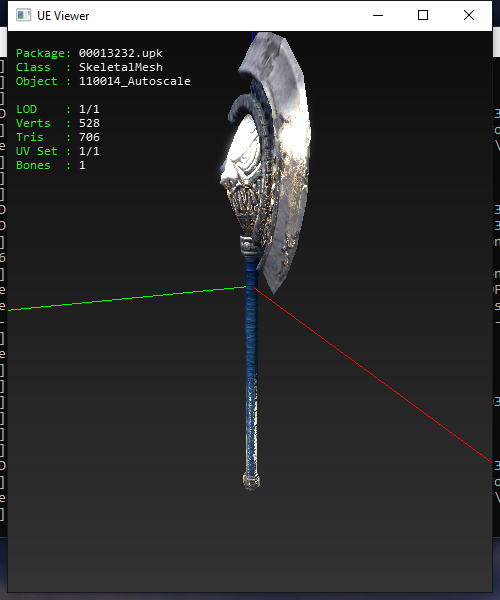 UE Viewer
Package: 00013232.upk
Class : SkeletalMesh
Object : 110014_Autoscale
LOD : 1/1
Verts : 528
Tris : 706
UV Set : 1/1
Bones : 1